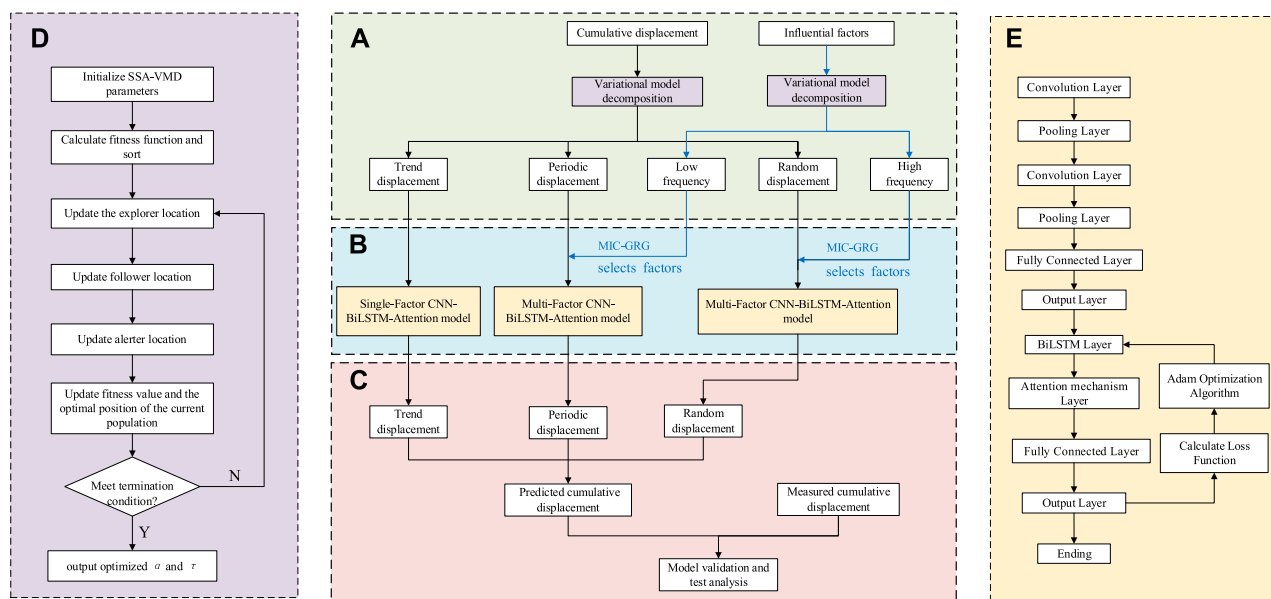 D
Initialize SSA-VMD
parameters
Calculate fitness function and
sort
Update the explorer location
Update follower location
Update alerter location
Update fitness value and the
optimal position of the current
population
Meet termination
condition?
N
Y
output optimized α and τ
A
Cumulative displacement
Influential factors
Variational model
decomposition
Variational model
decomposition
Trend
displacement
Periodic
displacement
Low
frequency
Random
displacement
High
frequency
B
MIC-GRG
selects factors
MIC-GRG
selects factors
Single-Factor CNN-
BiLSTM-Attention model
Multi-Factor CNN-
BiLSTM-Attention model
Multi-Factor CNN-BiLSTM-Attention
model
C
Trend
displacement
Periodic
displacement
Random
displacement
Predicted cumulative
displacement
Measured cumulative
displacement
Model validation and
test analysis
E
Convolution Layer
Pooling Layer
Convolution Layer
Pooling Layer
Fully Connected Layer
Output Layer
BiLSTM Layer
Attention mechanism
Layer
Adam Optimization
Algorithm
Fully Connected Layer
Calculate Loss
Function
Output Layer
Ending